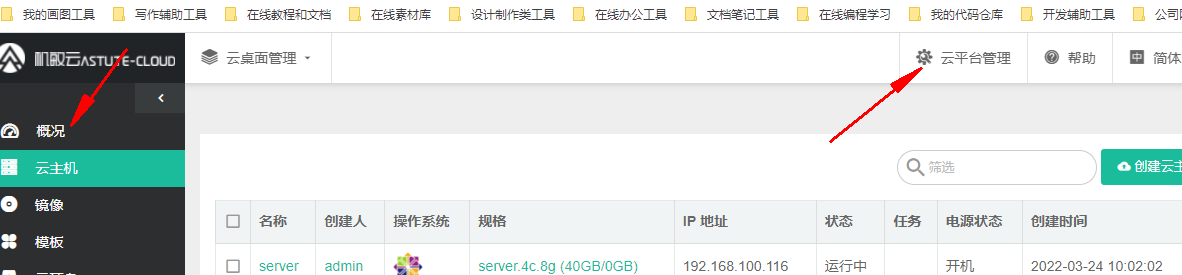 我的画图工具 写作辅助工具 在线教程和文档 在线素材库 设计制作类工具 在线办公工具 文档笔记工具 在线编程学习 我的代码仓库 开发辅助工具 公司
机敏云ASTUTE-CLOUD 云桌面管理 云平台管理 帮助 中 简体
概况
云主机
筛选 创建云主
镜像
名称 创建人 操作系统 规格 IP 地址 状态 任务 电源状态 创建时间
模板
server admin server.4c.8g (40GB/0GB) 192.168.100.116 运行中 开机 2022-03-24 10:02:02